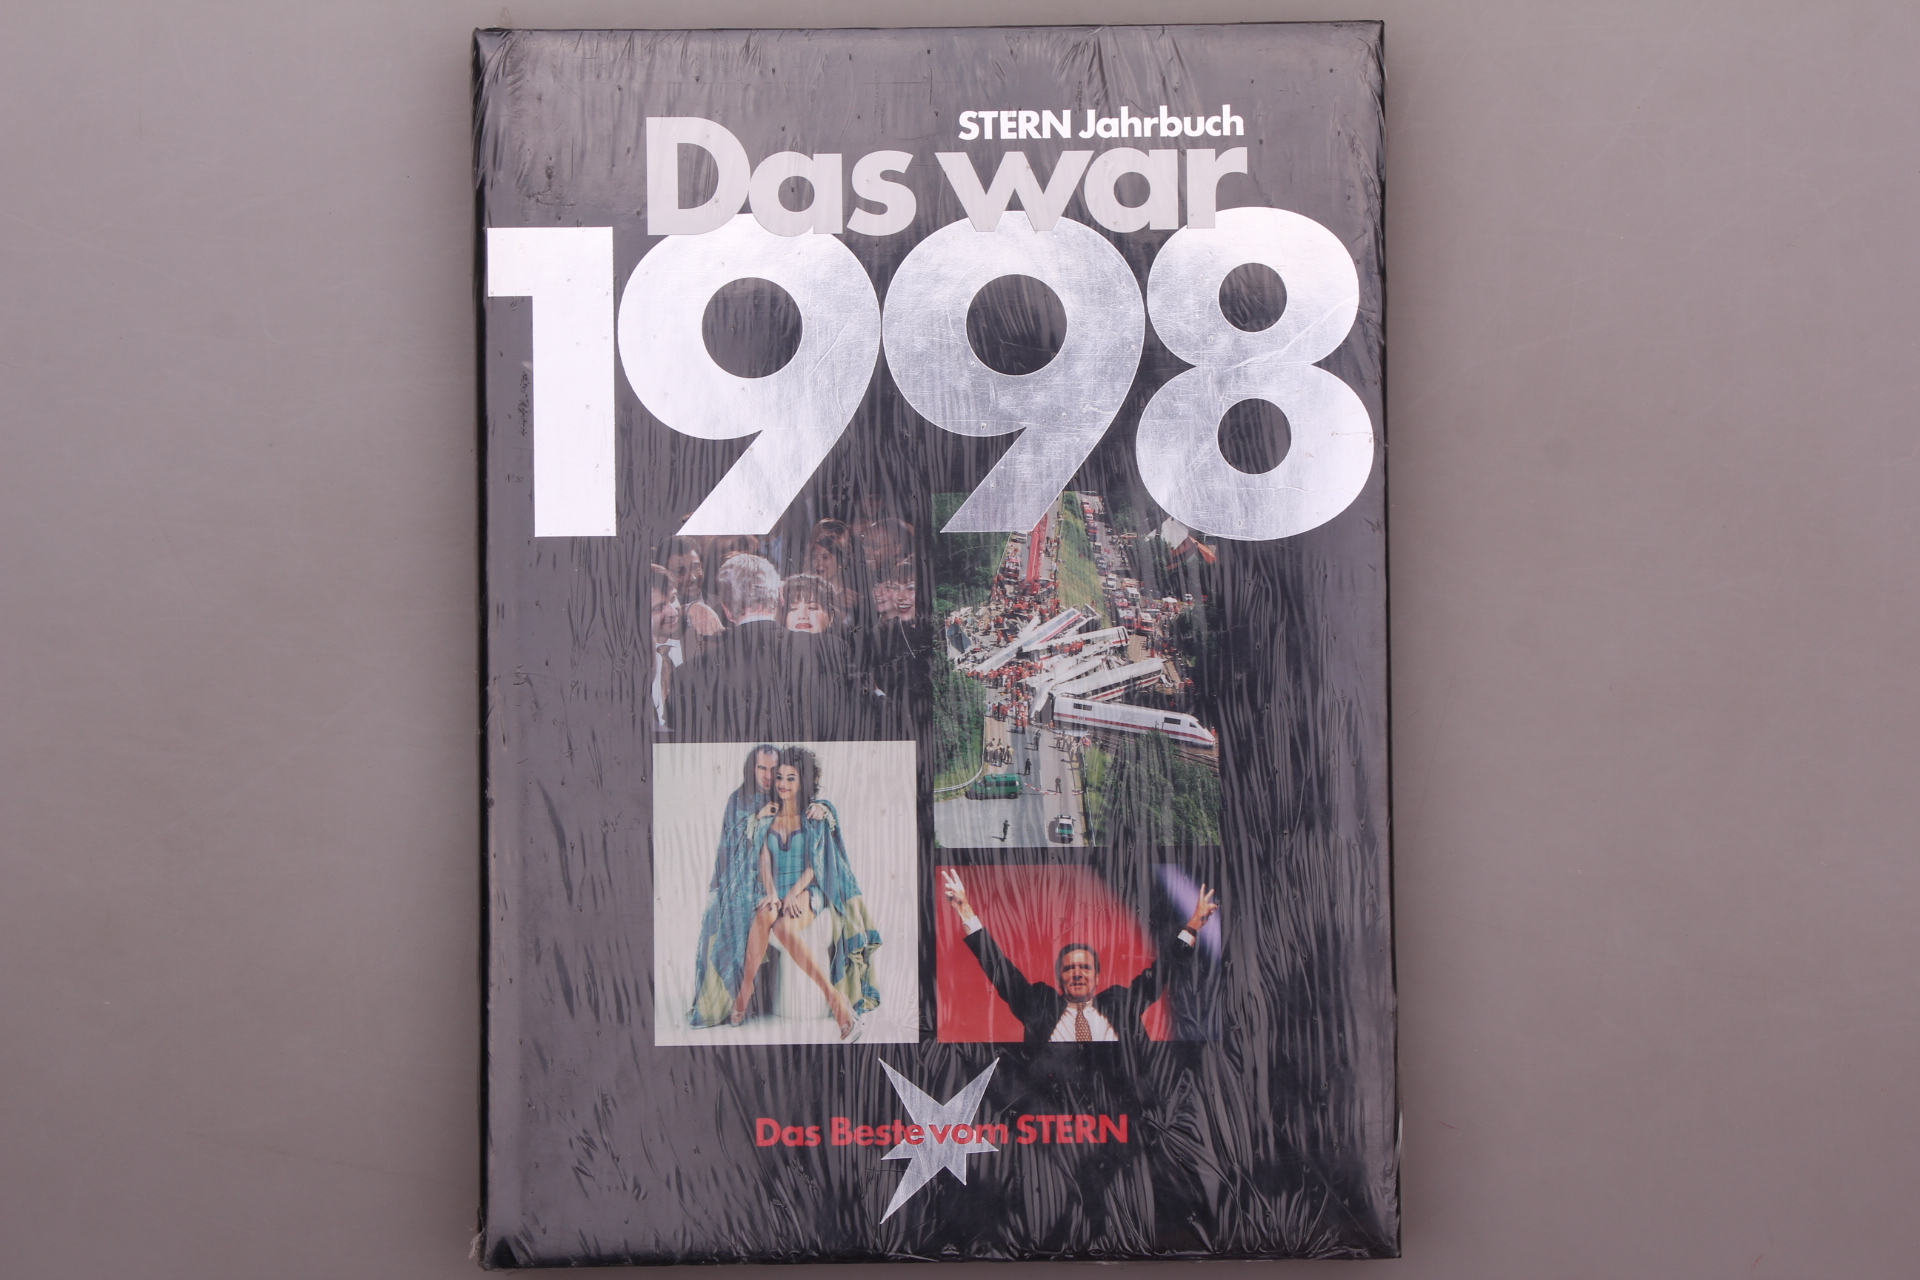 STERN Jahrbuch
Das war
1998
Das Beste vom STERN